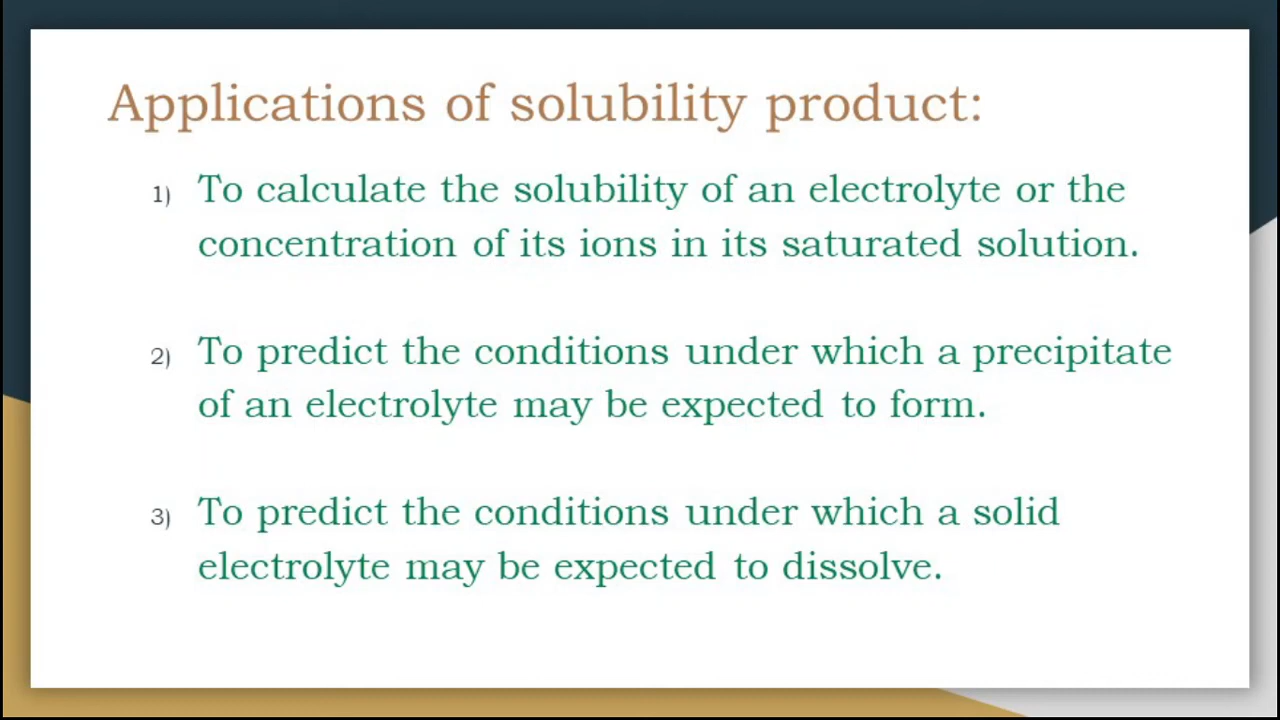 Applications of solubility product:
1) To calculate the solubility of an electrolyte or the
concentration of its ions in its saturated solution.
2) To predict the conditions under which a precipitate
of an electrolyte may be expected to form.
3) To predict the conditions under which a solid
electrolyte may be expected to dissolve.